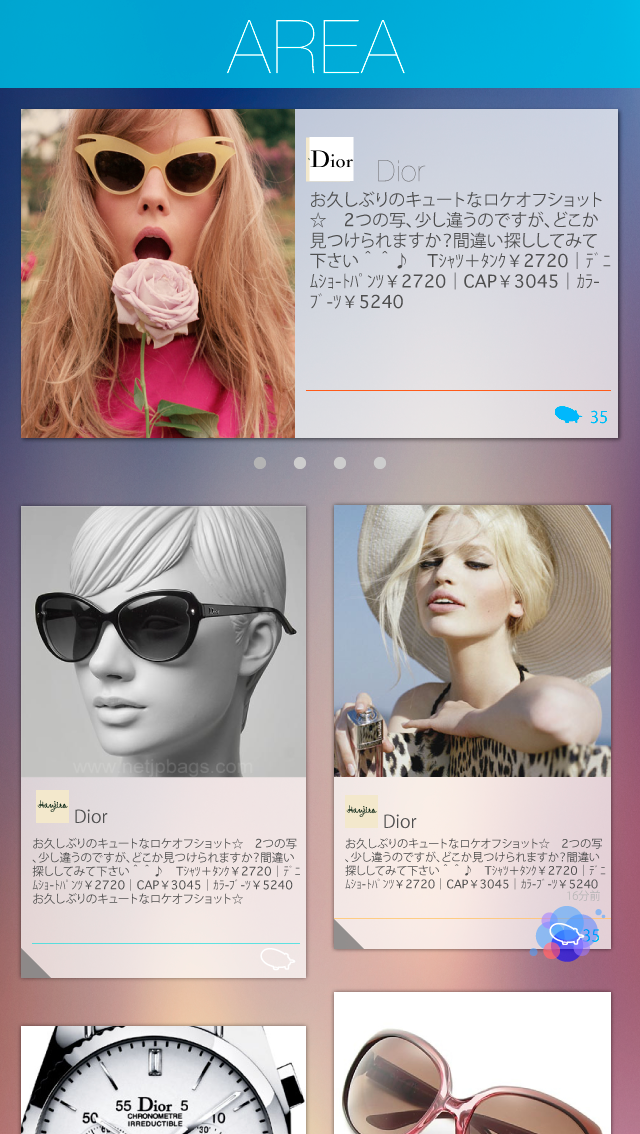 AREA
Dior
Dior
お久しぶりのキュートなロケオフショット
☆　2つの写、少し違うのですが、どこか
見つけられますか？間違い探ししてみて
下さい＾＾♪　Tｼｬﾂ＋ﾀﾝｸ￥2720｜ﾃﾞﾆ
ﾑｼｮｰﾄﾊﾟﾝﾂ￥2720｜CAP￥3045｜ｶﾗｰ
ﾌﾞｰﾂ￥5240
35
Dior
www.netjpbags.com
Hanjiro
Dior
お久しぶりのキュートなロケオフショット☆　2つの写
、少し違うのですが、どこか見つけられますか？間違い
探ししてみて下さい＾＾♪　Tｼｬﾂ＋ﾀﾝｸ￥2720｜ﾃﾞﾆ
ﾑｼｮｰﾄﾊﾟﾝﾂ￥2720｜CAP￥3045｜ｶﾗｰﾌﾞｰﾂ￥5240
お久しぶりのキュートなロケオフショット☆
Hanjiro
Dior
お久しぶりのキュートなロケオフショット☆　2つの写
、少し違うのですが、どこか見つけられますか？間違い
探ししてみて下さい＾＾♪　Tｼｬﾂ＋ﾀﾝｸ￥2720｜ﾃﾞﾆ
ﾑｼｮｰﾄﾊﾟﾝﾂ￥2720｜CAP￥3045｜ｶﾗｰﾌﾞｰﾂ￥5240
16分前
35
55 Dior 5
50 CHRONOMETRE 10
IRREDUCTIBLE